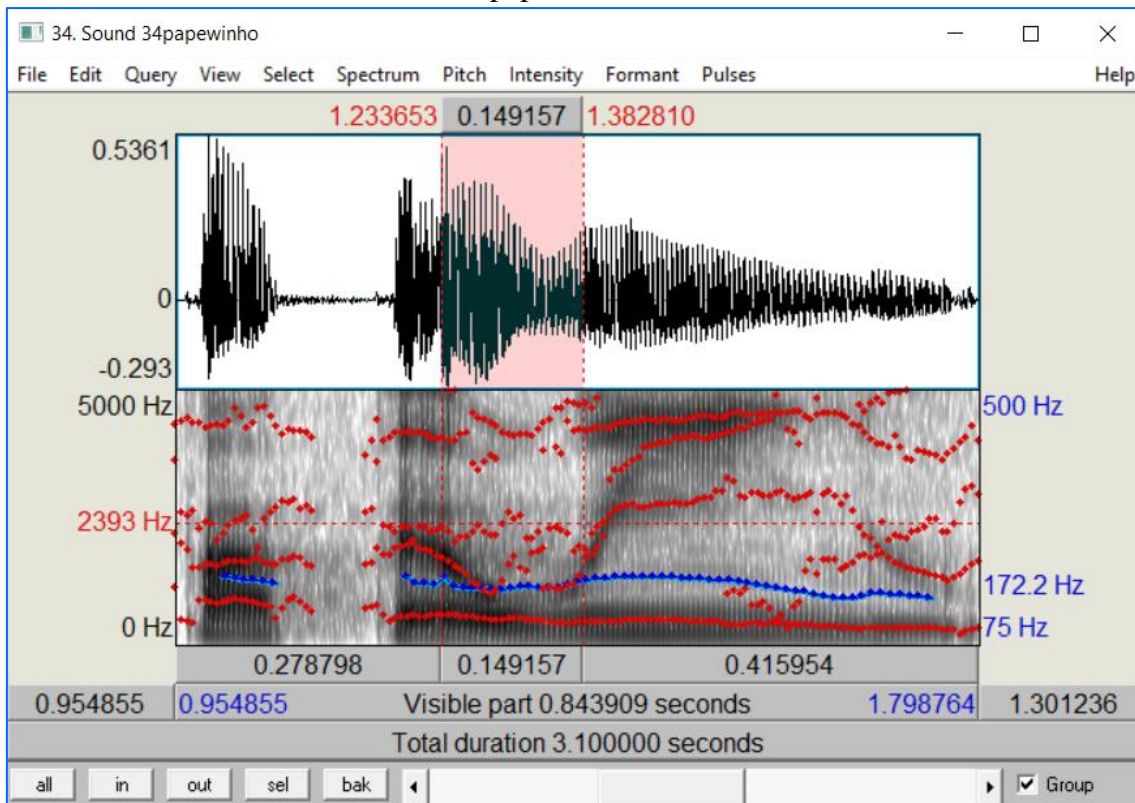 34. Sound 34papewinho
File Edit Query View Select Spectrum Pitch Intensity Formant Pulses Help
1.233653 0.149157 1.382810
0.5361
0
-0.293
5000 Hz 500 Hz
2393 Hz
172.2 Hz
0 Hz 75 Hz
0.278798 0.149157 0.415954
0.954855 0.954855 Visible part 0.843909 seconds 1.798764 1.301236
Total duration 3.100000 seconds
all in out sel bak Group